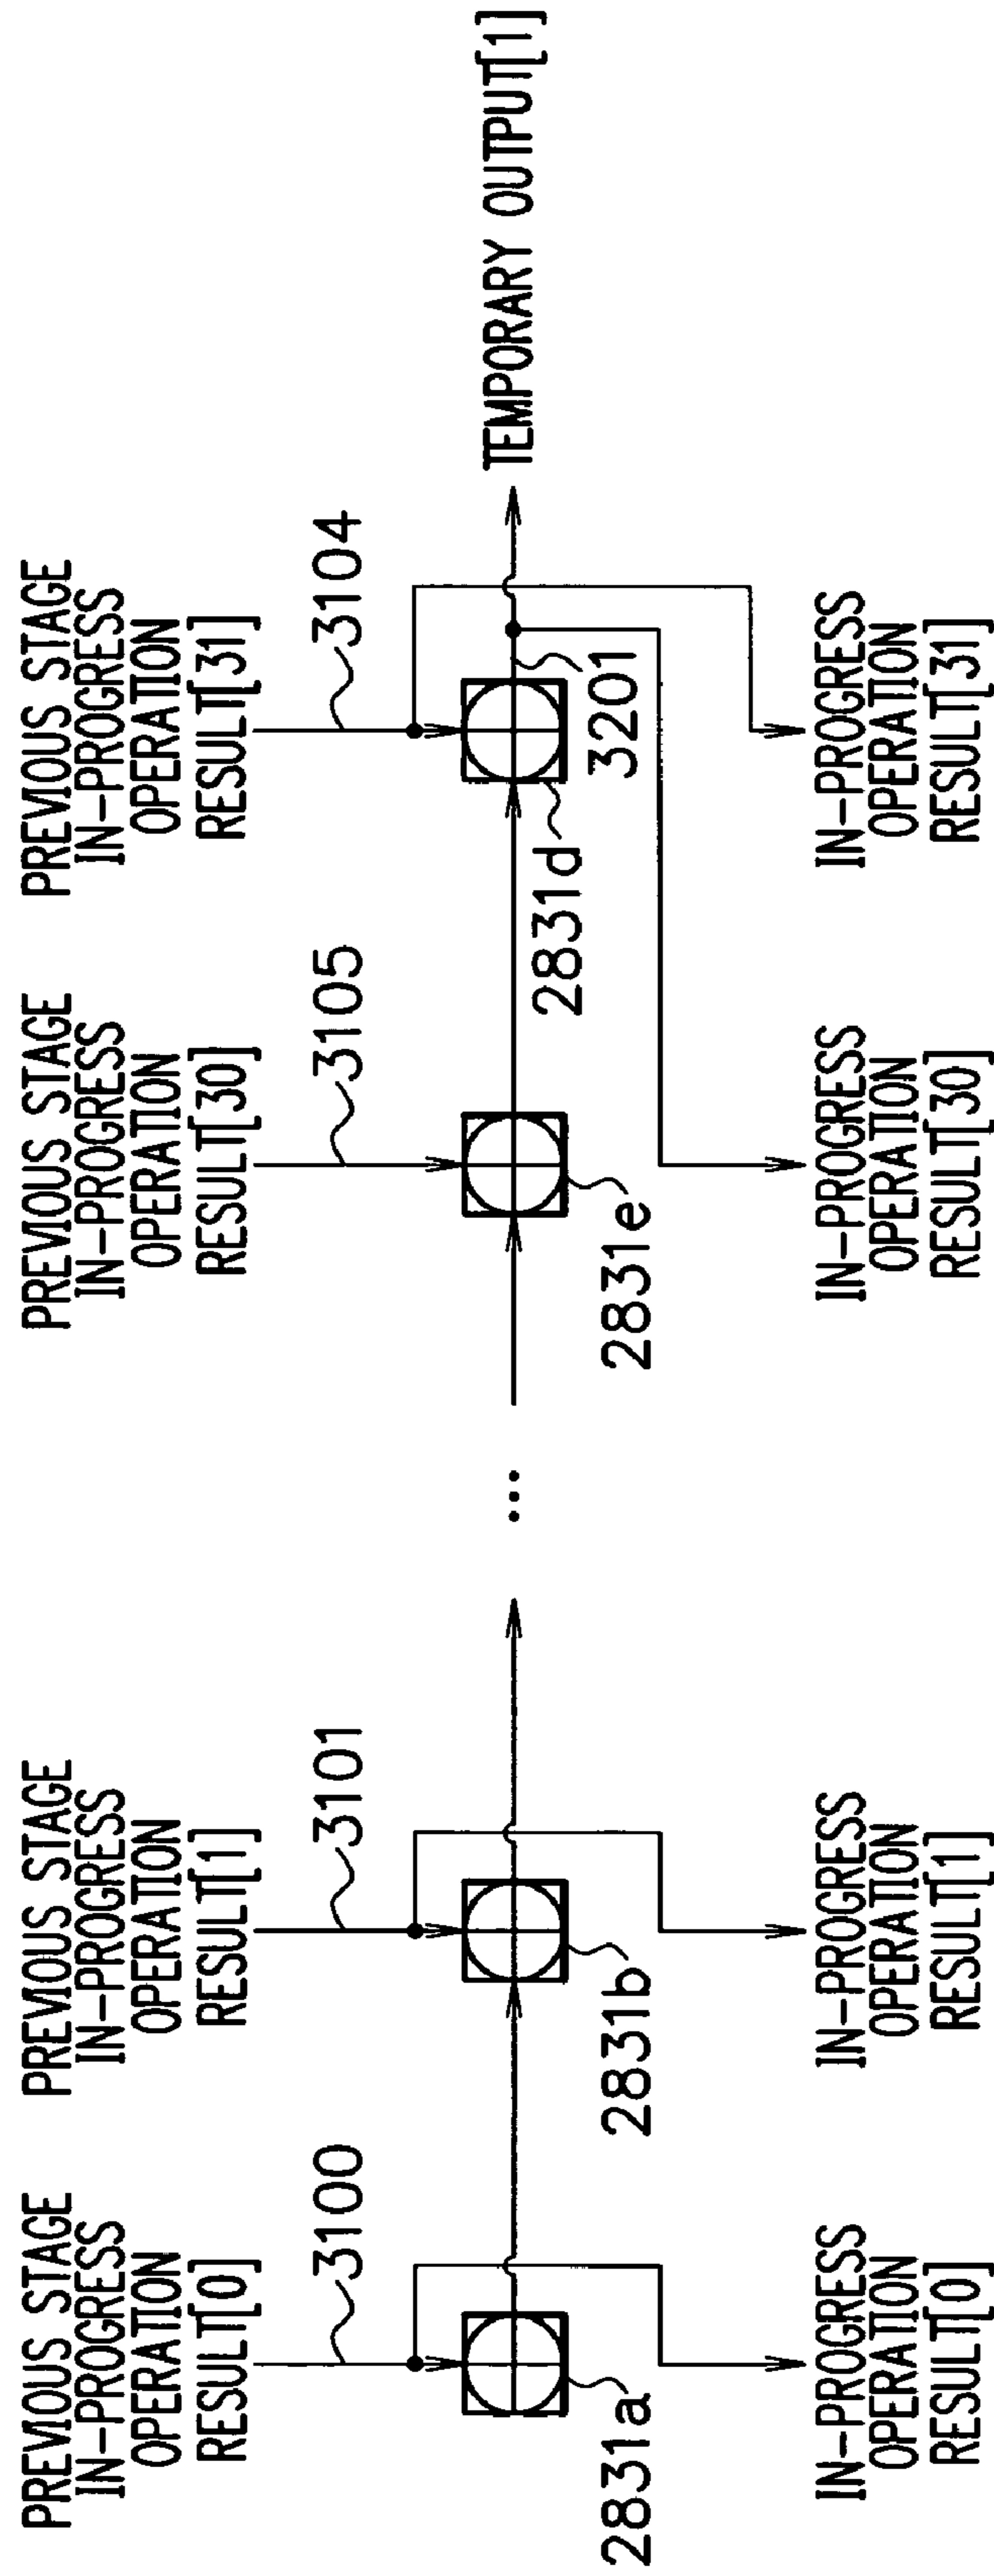 PREVIOUS STAGE
IN-PROGRESS
OPERATION
RESULT[0]
PREVIOUS STAGE
IN-PROGRESS
OPERATION
RESULT[1]
PREVIOUS STAGE
IN-PROGRESS
OPERATION
RESULT[30]
PREVIOUS STAGE
IN-PROGRESS
OPERATION
RESULT[31]
3100
3101
3105
3104
...
TEMPORARY OUTPUT[1]
2831a
2831b
2831e
2831d
3201
IN-PROGRESS
OPERATION
RESULT[0]
IN-PROGRESS
OPERATION
RESULT[1]
IN-PROGRESS
OPERATION
RESULT[30]
IN-PROGRESS
OPERATION
RESULT[31]